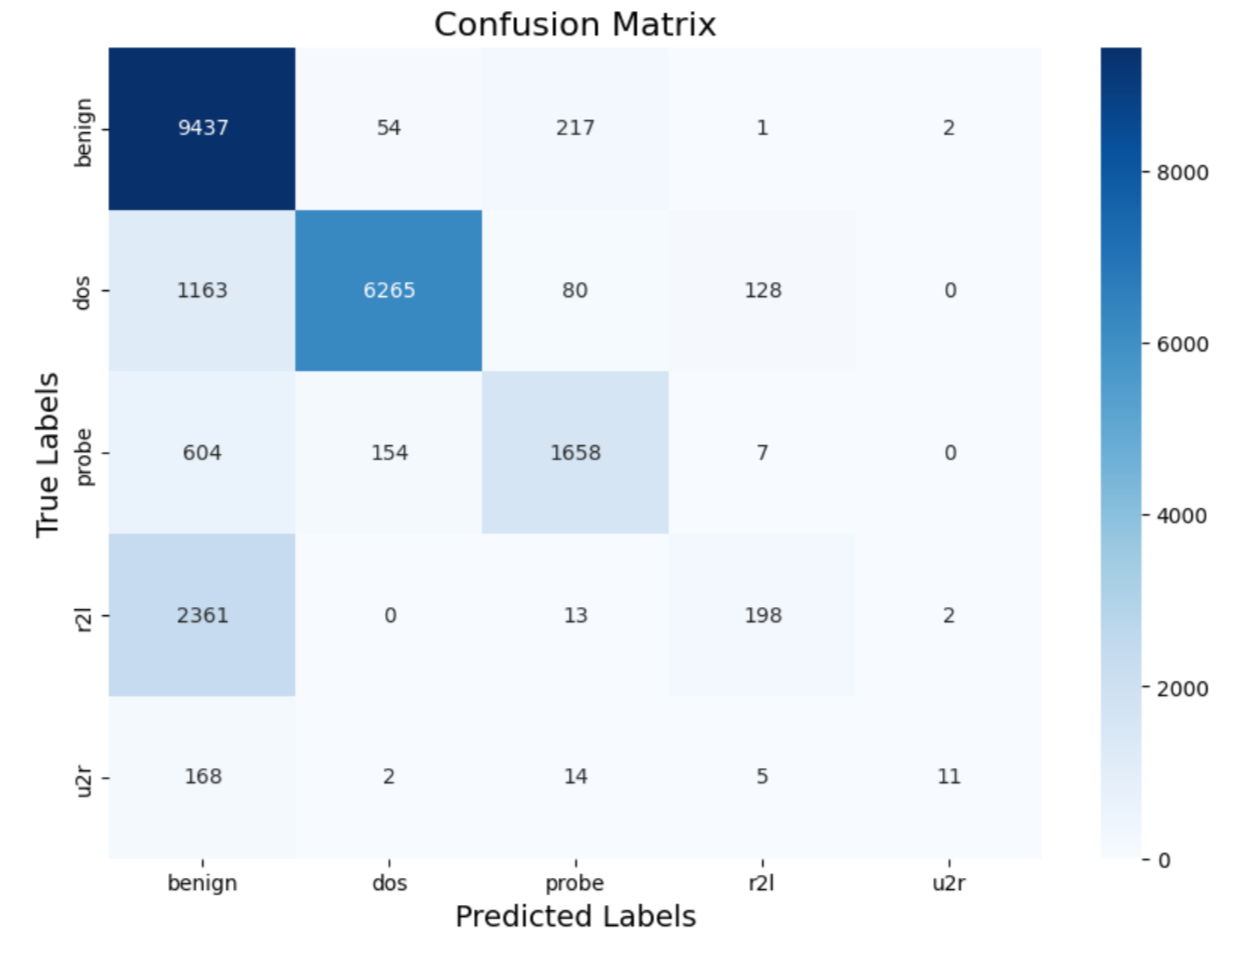 Confusion Matrix
benign 9437 54 217 1 2
dos 1163 6265 80 128 0
probe 604 154 1658 7 0
r2l 2361 0 13 198 2
u2r 168 2 14 5 11
benign dos probe r2l u2r
Predicted Labels
True Labels
8000
6000
4000
2000
0